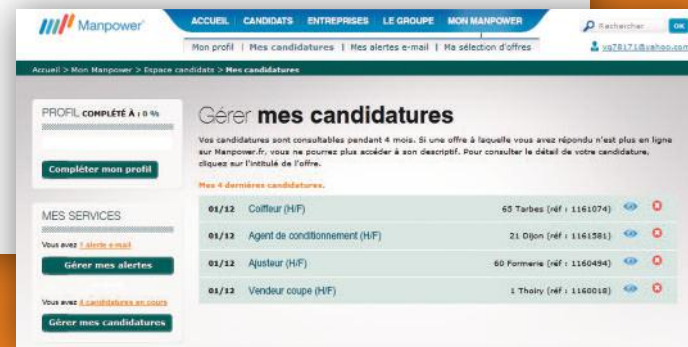 Manpower
ACCUEIL CANDIDATS ENTREPRISES LE GROUPE MON MANPOWER
Rechercher OK
Mon profil | Mes candidatures | Mes alertes e-mail | Ma sélection d'offres
vg78171@yahoo.com
Accueil > Mon Manpower > Espace candidats > Mes candidatures
PROFIL COMPLÉTÉ À : 0 %
Compléter mon profil
MES SERVICES
Vous avez 1 alerte e-mail
Gérer mes alertes
Vous avez 4 candidatures en cours
Gérer mes candidatures
Gérer mes candidatures
Vos candidatures sont consultables pendant 4 mois. Si une offre à laquelle vous avez répondu n'est plus en ligne
sur Manpower.fr, vous ne pourrez plus accéder à son descriptif. Pour consulter le détail de votre candidature,
cliquez sur l'intitulé de l'offre.
Mes 4 dernières candidatures.
01/12 Coiffeur (H/F) 65 Tarbes (réf : 1161074)
01/12 Agent de conditionnement (H/F) 21 Dijon (réf : 1161581)
01/12 Ajusteur (H/F) 60 Formerie (réf : 1160494)
01/12 Vendeur coupe (H/F) 1 Thoiry (réf : 1160018)